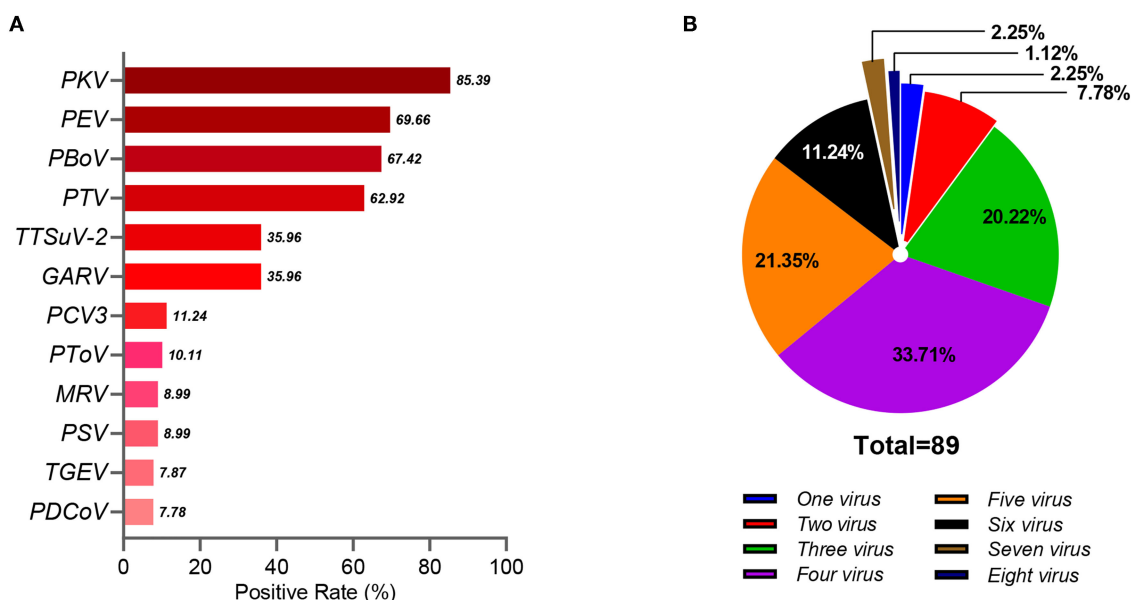 A
PKV 85.39
PEV 69.66
PBoV 67.42
PTV 62.92
TTSuV-2 35.96
GARV 35.96
PCV3 11.24
PToV 10.11
MRV 8.99
PSV 8.99
TGEV 7.87
PDCoV 7.78
0 20 40 60 80 100
Positive Rate (%)
B
2.25%
1.12%
2.25%
7.78%
11.24%
20.22%
21.35%
33.71%
Total=89
One virus
Two virus
Three virus
Four virus
Five virus
Six virus
Seven virus
Eight virus